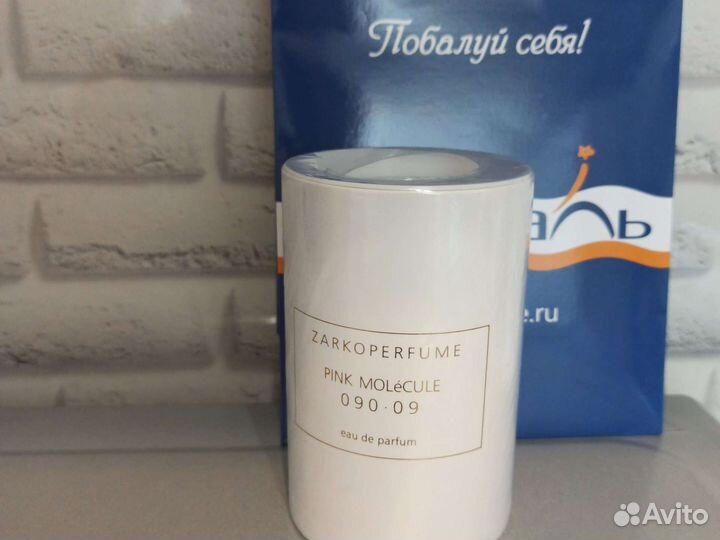 Побалуй себя!
аль
e.ru
ZARKOPERFUME
PINK MOLéCULE
090·09
eau de parfum
Avito